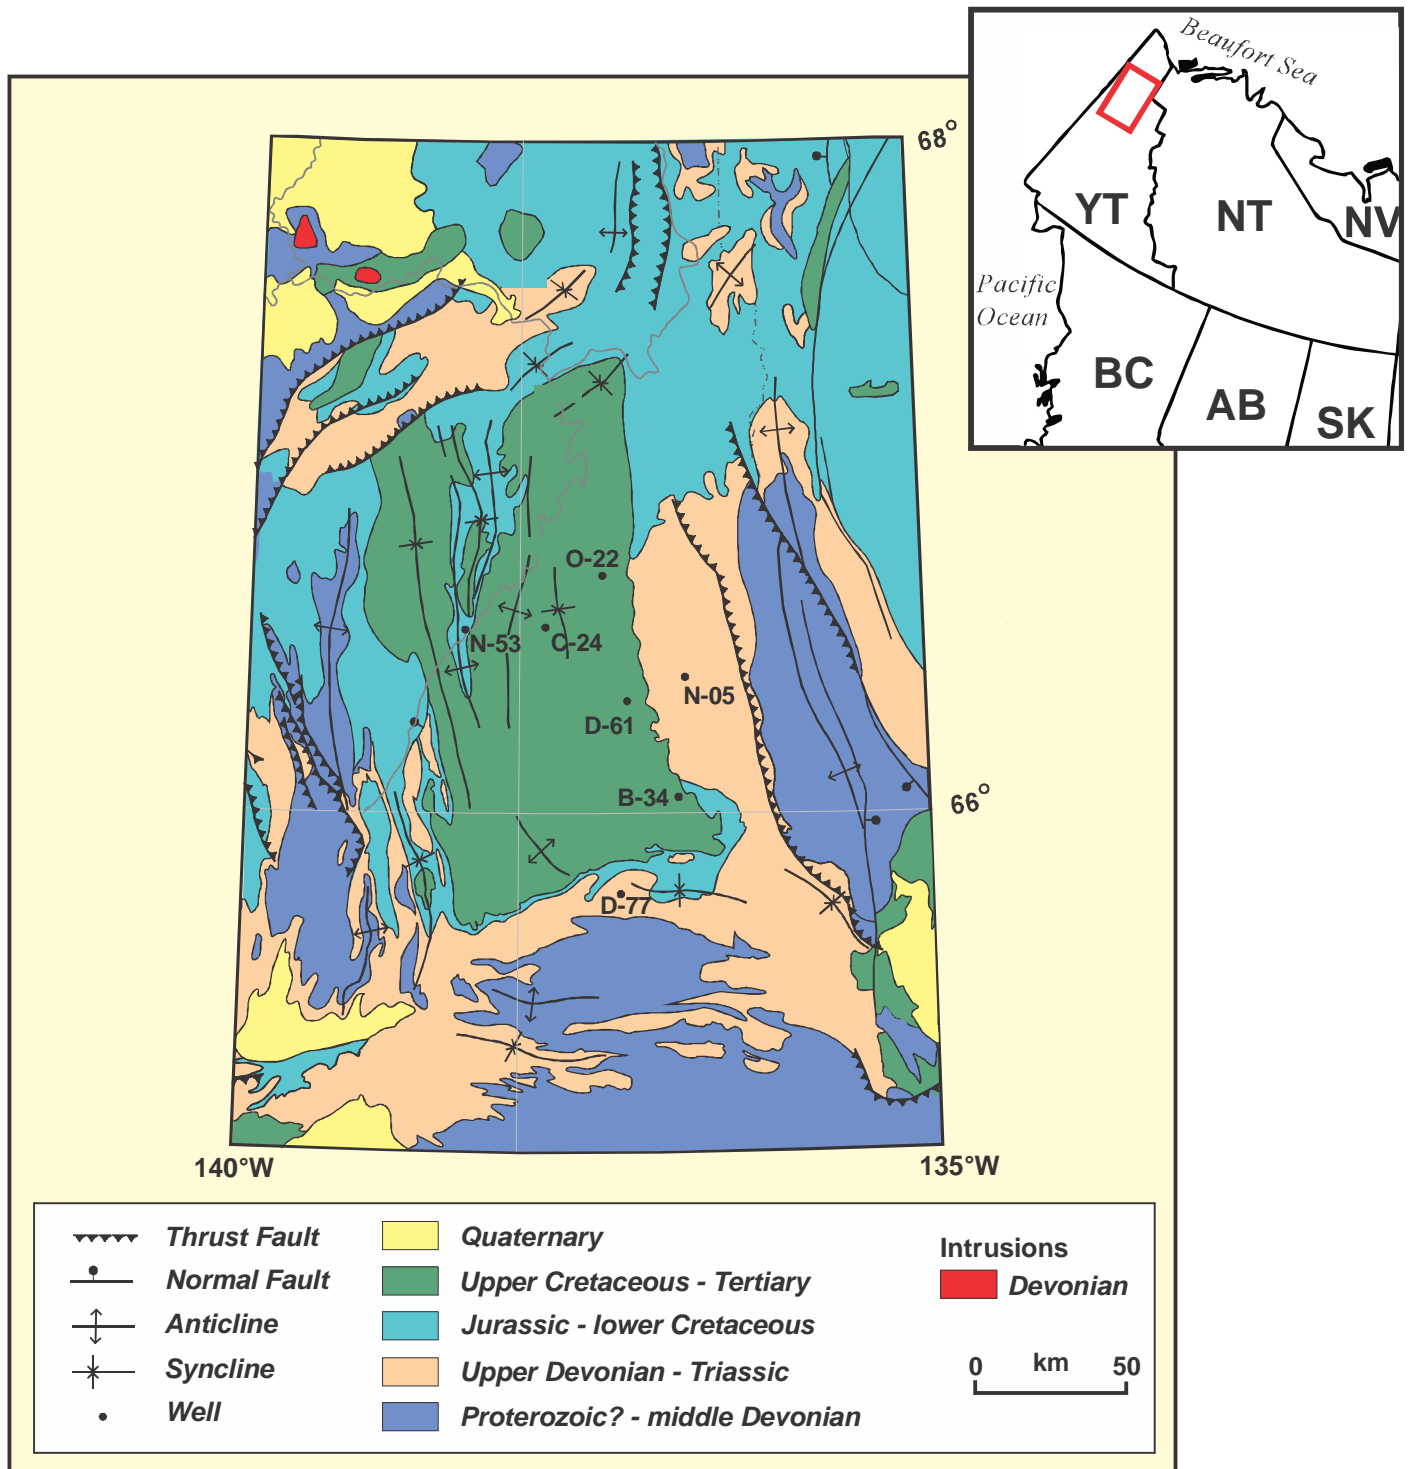 Beaufort Sea
68°
YT
NT
NV
Pacific
Ocean
BC
AB
SK
O-22
N-53
C-24
N-05
D-61
B-34
66°
D-77
140°W
135°W
Thrust Fault
Normal Fault
Anticline
Syncline
Well
Quaternary
Upper Cretaceous - Tertiary
Jurassic - lower Cretaceous
Upper Devonian - Triassic
Proterozoic? - middle Devonian
Intrusions
Devonian
0 km 50